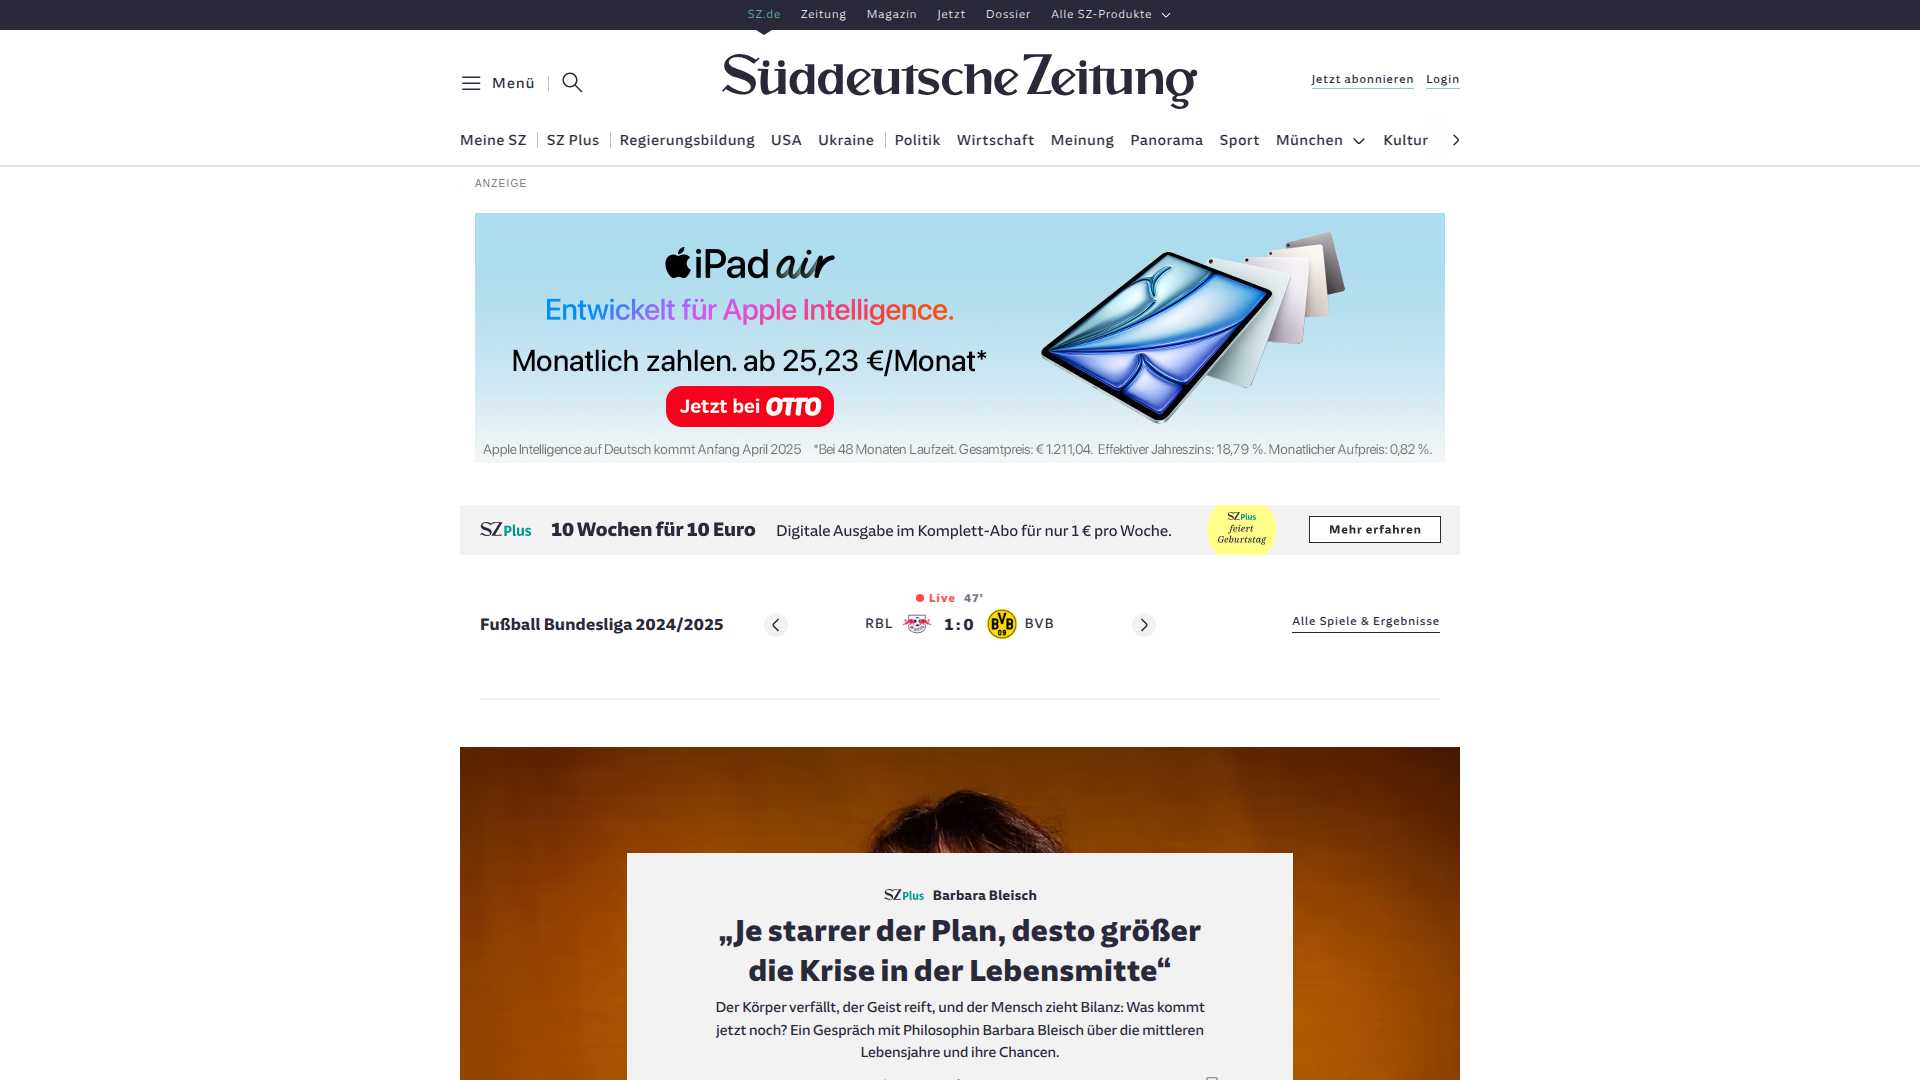 SZ.de Zeitung Magazin Jetzt Dossier Alle SZ-Produkte
Menü
Süddeutsche Zeitung
Jetzt abonnieren Login
Meine SZ SZ Plus Regierungsbildung USA Ukraine Politik Wirtschaft Meinung Panorama Sport München Kultur
ANZEIGE
iPad air
Entwickelt für Apple Intelligence.
Monatlich zahlen. ab 25,23 €/Monat*
Jetzt bei OTTO
Apple Intelligence auf Deutsch kommt Anfang April 2025 *Bei 48 Monaten Laufzeit. Gesamtpreis: € 1.211,04. Effektiver Jahreszins: 18,79 %. Monatlicher Aufpreis: 0,82 %.
SZ Plus 10 Wochen für 10 Euro Digitale Ausgabe im Komplett-Abo für nur 1 € pro Woche.
SZ Plus
feiert
Geburtstag
Mehr erfahren
Live 47'
Fußball Bundesliga 2024/2025
RBL 1:0 BVB 09 BVB
Alle Spiele & Ergebnisse
SZ Plus Barbara Bleisch
„Je starrer der Plan, desto größer
die Krise in der Lebensmitte“
Der Körper verfällt, der Geist reift, und der Mensch zieht Bilanz: Was kommt
jetzt noch? Ein Gespräch mit Philosophin Barbara Bleisch über die mittleren
Lebensjahre und ihre Chancen.